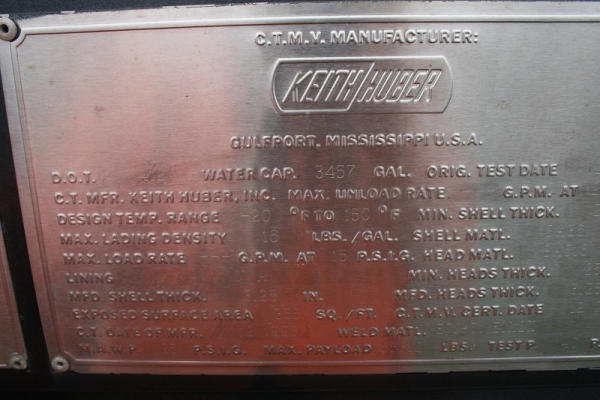 C.T.M.V. MANUFACTURER:
KEITH HUBER
GULFPORT, MISSISSIPPI U.S.A.
D.O.T. WATER CAP. 3457 GAL. ORIG. TEST DATE
C.T. MFR. KEITH HUBER, INC. MAX. UNLOAD RATE G.P.M. AT
DESIGN TEMP. RANGE -20 °F TO 150 °F MIN. SHELL THICK.
MAX. LADING DENSITY LBS./GAL. SHELL MATL.
MAX. LOAD RATE --- G.P.M. AT 15 P.S.I.G. HEAD MATL.
LINING MIN. HEADS THICK.
MFD. SHELL THICK. IN. MFD. HEADS THICK.
EXPOSED SURFACE AREA SQ./FT. C.T.M.V. CERT. DATE
C.T. DATE OF MFR. WELD MATL.
M.A.W.P. P.S.I.G. MAX. PAYLOAD LBS. TEST P.